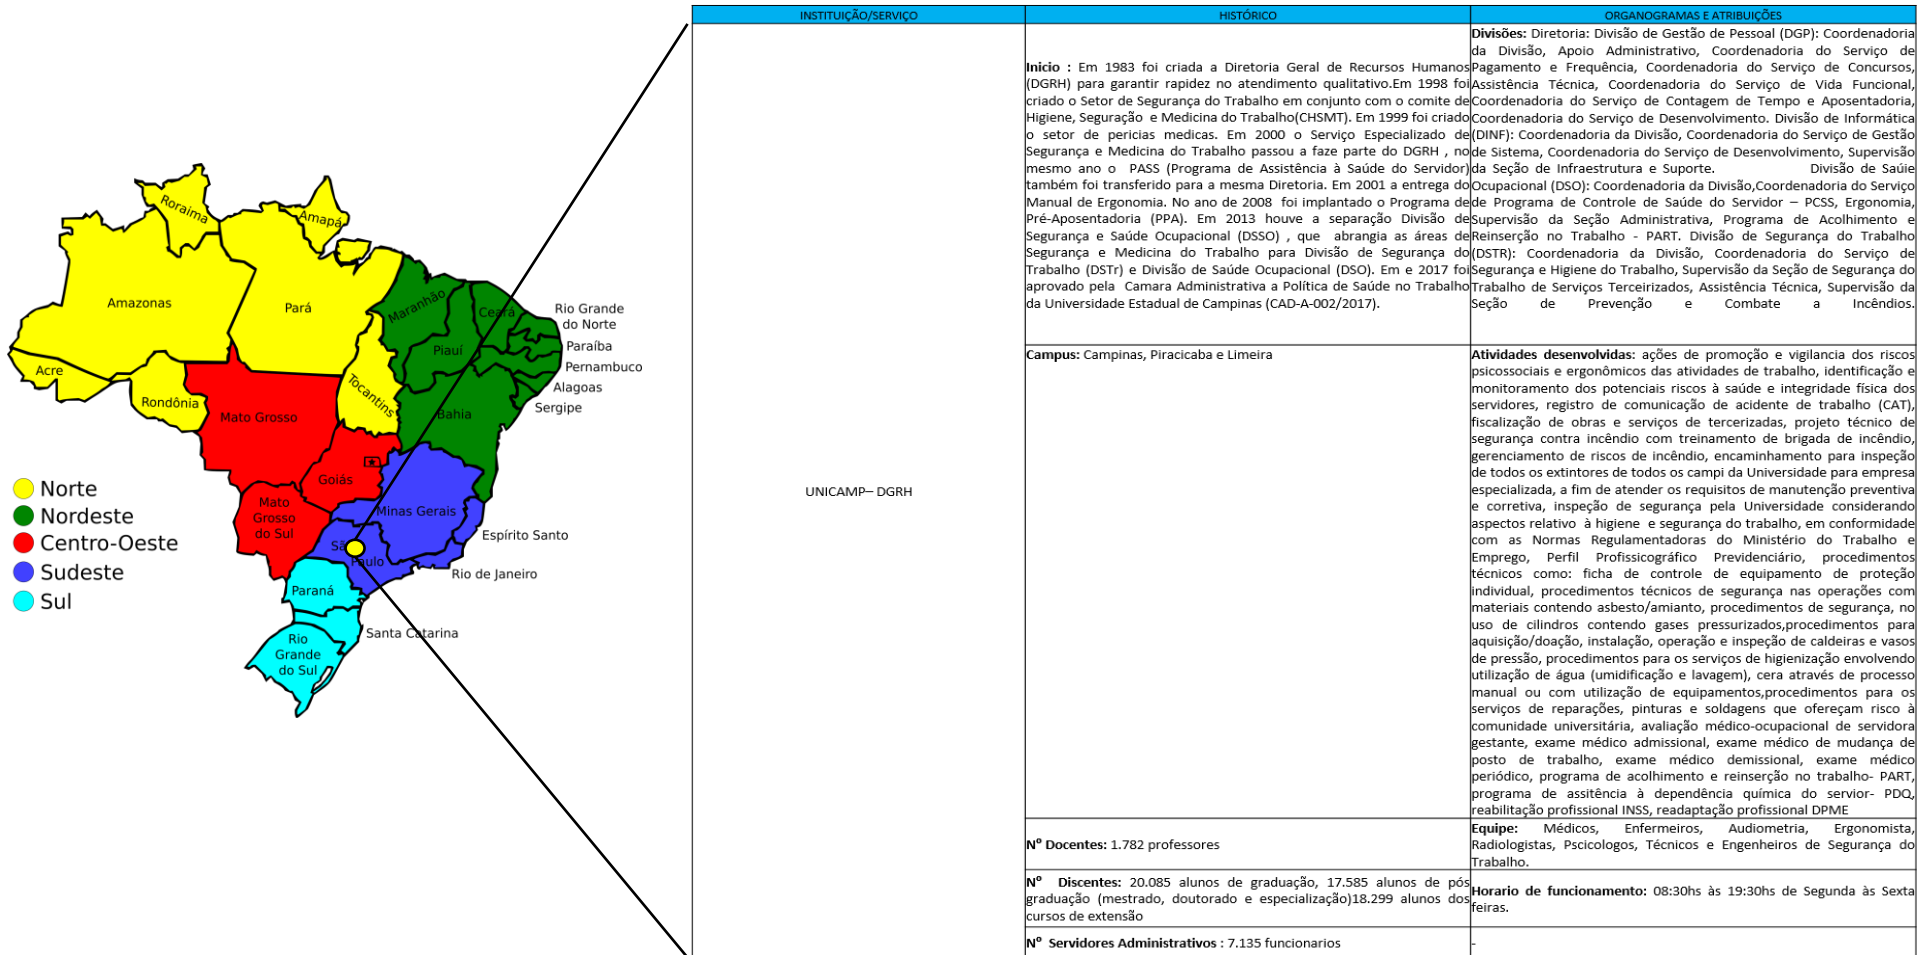 Roraima
Amapá
Amazonas
Pará
Maranhão
Ceará
Rio Grande
do Norte
Piauí
Paraíba
Pernambuco
Acre
Tocantins
Alagoas
Rondônia
Mato Grosso
Bahia
Sergipe
Goiás
Norte
Nordeste
Centro-Oeste
Sudeste
Sul
Mato
Grosso
do Sul
Minas Gerais
Espírito Santo
São
Paulo
Rio de Janeiro
Paraná
Santa Catarina
Rio
Grande
do Sul
INSTITUIÇÃO/SERVIÇO
UNICAMP– DGRH
HISTÓRICO
Inicio : Em 1983 foi criada a Diretoria Geral de Recursos Humanos
(DGRH) para garantir rapidez no atendimento qualitativo.Em 1998 foi
criado o Setor de Segurança do Trabalho em conjunto com o comite de
Higiene, Seguração e Medicina do Trabalho(CHSMT). Em 1999 foi criado
o setor de pericias medicas. Em 2000 o Serviço Especializado de
Segurança e Medicina do Trabalho passou a faze parte do DGRH , no
mesmo ano o PASS (Programa de Assistência à Saúde do Servidor)
também foi transferido para a mesma Diretoria. Em 2001 a entrega do
Manual de Ergonomia. No ano de 2008 foi implantado o Programa de
Pré-Aposentadoria (PPA). Em 2013 houve a separação Divisão de
Segurança e Saúde Ocupacional (DSSO) , que abrangia as áreas de
Segurança e Medicina do Trabalho para Divisão de Segurança do
Trabalho (DSTr) e Divisão de Saúde Ocupacional (DSO). Em e 2017 foi
aprovado pela Camara Administrativa a Política de Saúde no Trabalho
da Universidade Estadual de Campinas (CAD-A-002/2017).
Campus: Campinas, Piracicaba e Limeira
Nº Docentes: 1.782 professores
Nº Discentes: 20.085 alunos de graduação, 17.585 alunos de pós
graduação (mestrado, doutorado e especialização)18.299 alunos dos
cursos de extensão
Nº Servidores Administrativos : 7.135 funcionarios
ORGANOGRAMAS E ATRIBUIÇÕES
Divisões: Diretoria: Divisão de Gestão de Pessoal (DGP): Coordenadoria
da Divisão, Apoio Administrativo, Coordenadoria do Serviço de
Pagamento e Frequência, Coordenadoria do Serviço de Concursos,
Assistência Técnica, Coordenadoria do Serviço de Vida Funcional,
Coordenadoria do Serviço de Contagem de Tempo e Aposentadoria,
Coordenadoria do Serviço de Desenvolvimento. Divisão de Informática
(DINF): Coordenadoria da Divisão, Coordenadoria do Serviço de Gestão
de Sistema, Coordenadoria do Serviço de Desenvolvimento, Supervisão
da Seção de Infraestrutura e Suporte. Divisão de Saúie
Ocupacional (DSO): Coordenadoria da Divisão,Coordenadoria do Serviço
de Programa de Controle de Saúde do Servidor – PCSS, Ergonomia,
Supervisão da Seção Administrativa, Programa de Acolhimento e
Reinserção no Trabalho - PART. Divisão de Segurança do Trabalho
(DSTR): Coordenadoria da Divisão, Coordenadoria do Serviço de
Segurança e Higiene do Trabalho, Supervisão da Seção de Segurança do
Trabalho de Serviços Terceirizados, Assistência Técnica, Supervisão da
Seção de Prevenção e Combate a Incêndios.
Atividades desenvolvidas: ações de promoção e vigilancia dos riscos
psicossociais e ergonômicos das atividades de trabalho, identificação e
monitoramento dos potenciais riscos à saúde e integridade física dos
servidores, registro de comunicação de acidente de trabalho (CAT),
fiscalização de obras e serviços de tercerizadas, projeto técnico de
segurança contra incêndio com treinamento de brigada de incêndio,
gerenciamento de riscos de incêndio, encaminhamento para inspeção
de todos os extintores de todos os campi da Universidade para empresa
especializada, a fim de atender os requisitos de manutenção preventiva
e corretiva, inspeção de segurança pela Universidade considerando
aspectos relativo à higiene e segurança do trabalho, em conformidade
com as Normas Regulamentadoras do Ministério do Trabalho e
Emprego, Perfil Profissicográfico Previdenciário, procedimentos
técnicos como: ficha de controle de equipamento de proteção
individual, procedimentos técnicos de segurança nas operações com
materiais contendo asbesto/amianto, procedimentos de segurança, no
uso de cilindros contendo gases pressurizados,procedimentos para
aquisição/doação, instalação, operação e inspeção de caldeiras e vasos
de pressão, procedimentos para os serviços de higienização envolvendo
utilização de água (umidificação e lavagem), cera através de processo
manual ou com utilização de equipamentos,procedimentos para os
serviços de reparações, pinturas e soldagens que ofereçam risco à
comunidade universitária, avaliação médico-ocupacional de servidora
gestante, exame médico admissional, exame médico de mudança de
posto de trabalho, exame médico demissional, exame médico
periódico, programa de acolhimento e reinserção no trabalho- PART,
programa de assitência à dependência química do servior- PDQ,
reabilitação profissional INSS, readaptação profissional DPME
Equipe: Médicos, Enfermeiros, Audiometria, Ergonomista,
Radiologistas, Pscicologos, Técnicos e Engenheiros de Segurança do
Trabalho.
Horario de funcionamento: 08:30hs às 19:30hs de Segunda às Sexta
feiras.
-